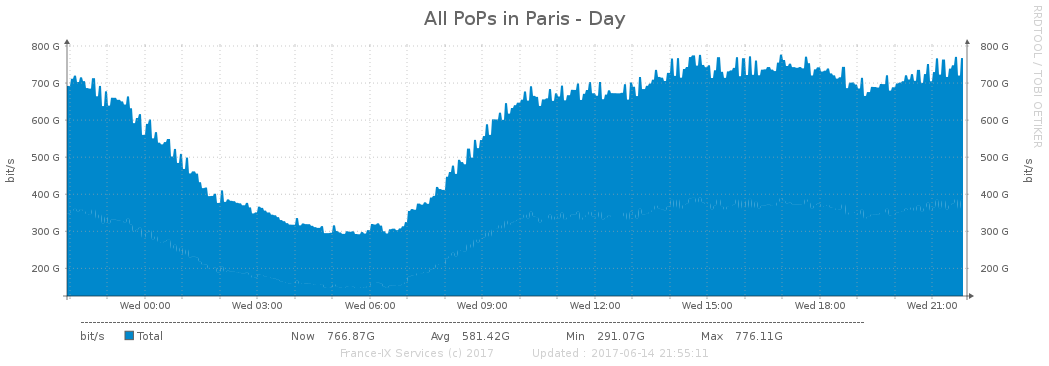 All PoPs in Paris - Day
RRDTOOL / TOBI OETIKER
800 G 800 G
700 G 700 G
600 G 600 G
500 G 500 G
400 G 400 G
300 G 300 G
200 G 200 G
bit/s bit/s
Wed 00:00 Wed 03:00 Wed 06:00 Wed 09:00 Wed 12:00 Wed 15:00 Wed 18:00 Wed 21:00
bit/s Total Now 766.87G Avg 581.42G Min 291.07G Max 776.11G
France-IX Services (c) 2017 Updated : 2017-06-14 21:55:11